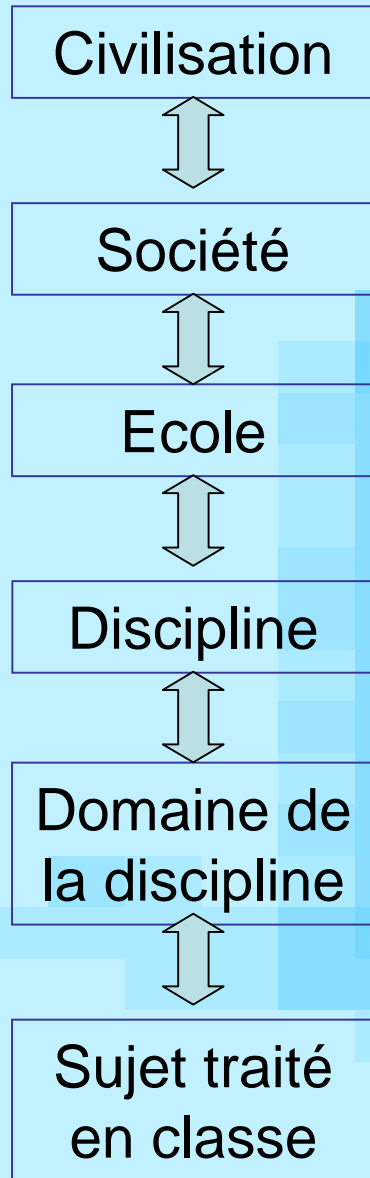 Civilisation
Société
Ecole
Discipline
Domaine de
la discipline
Sujet traité
en classe